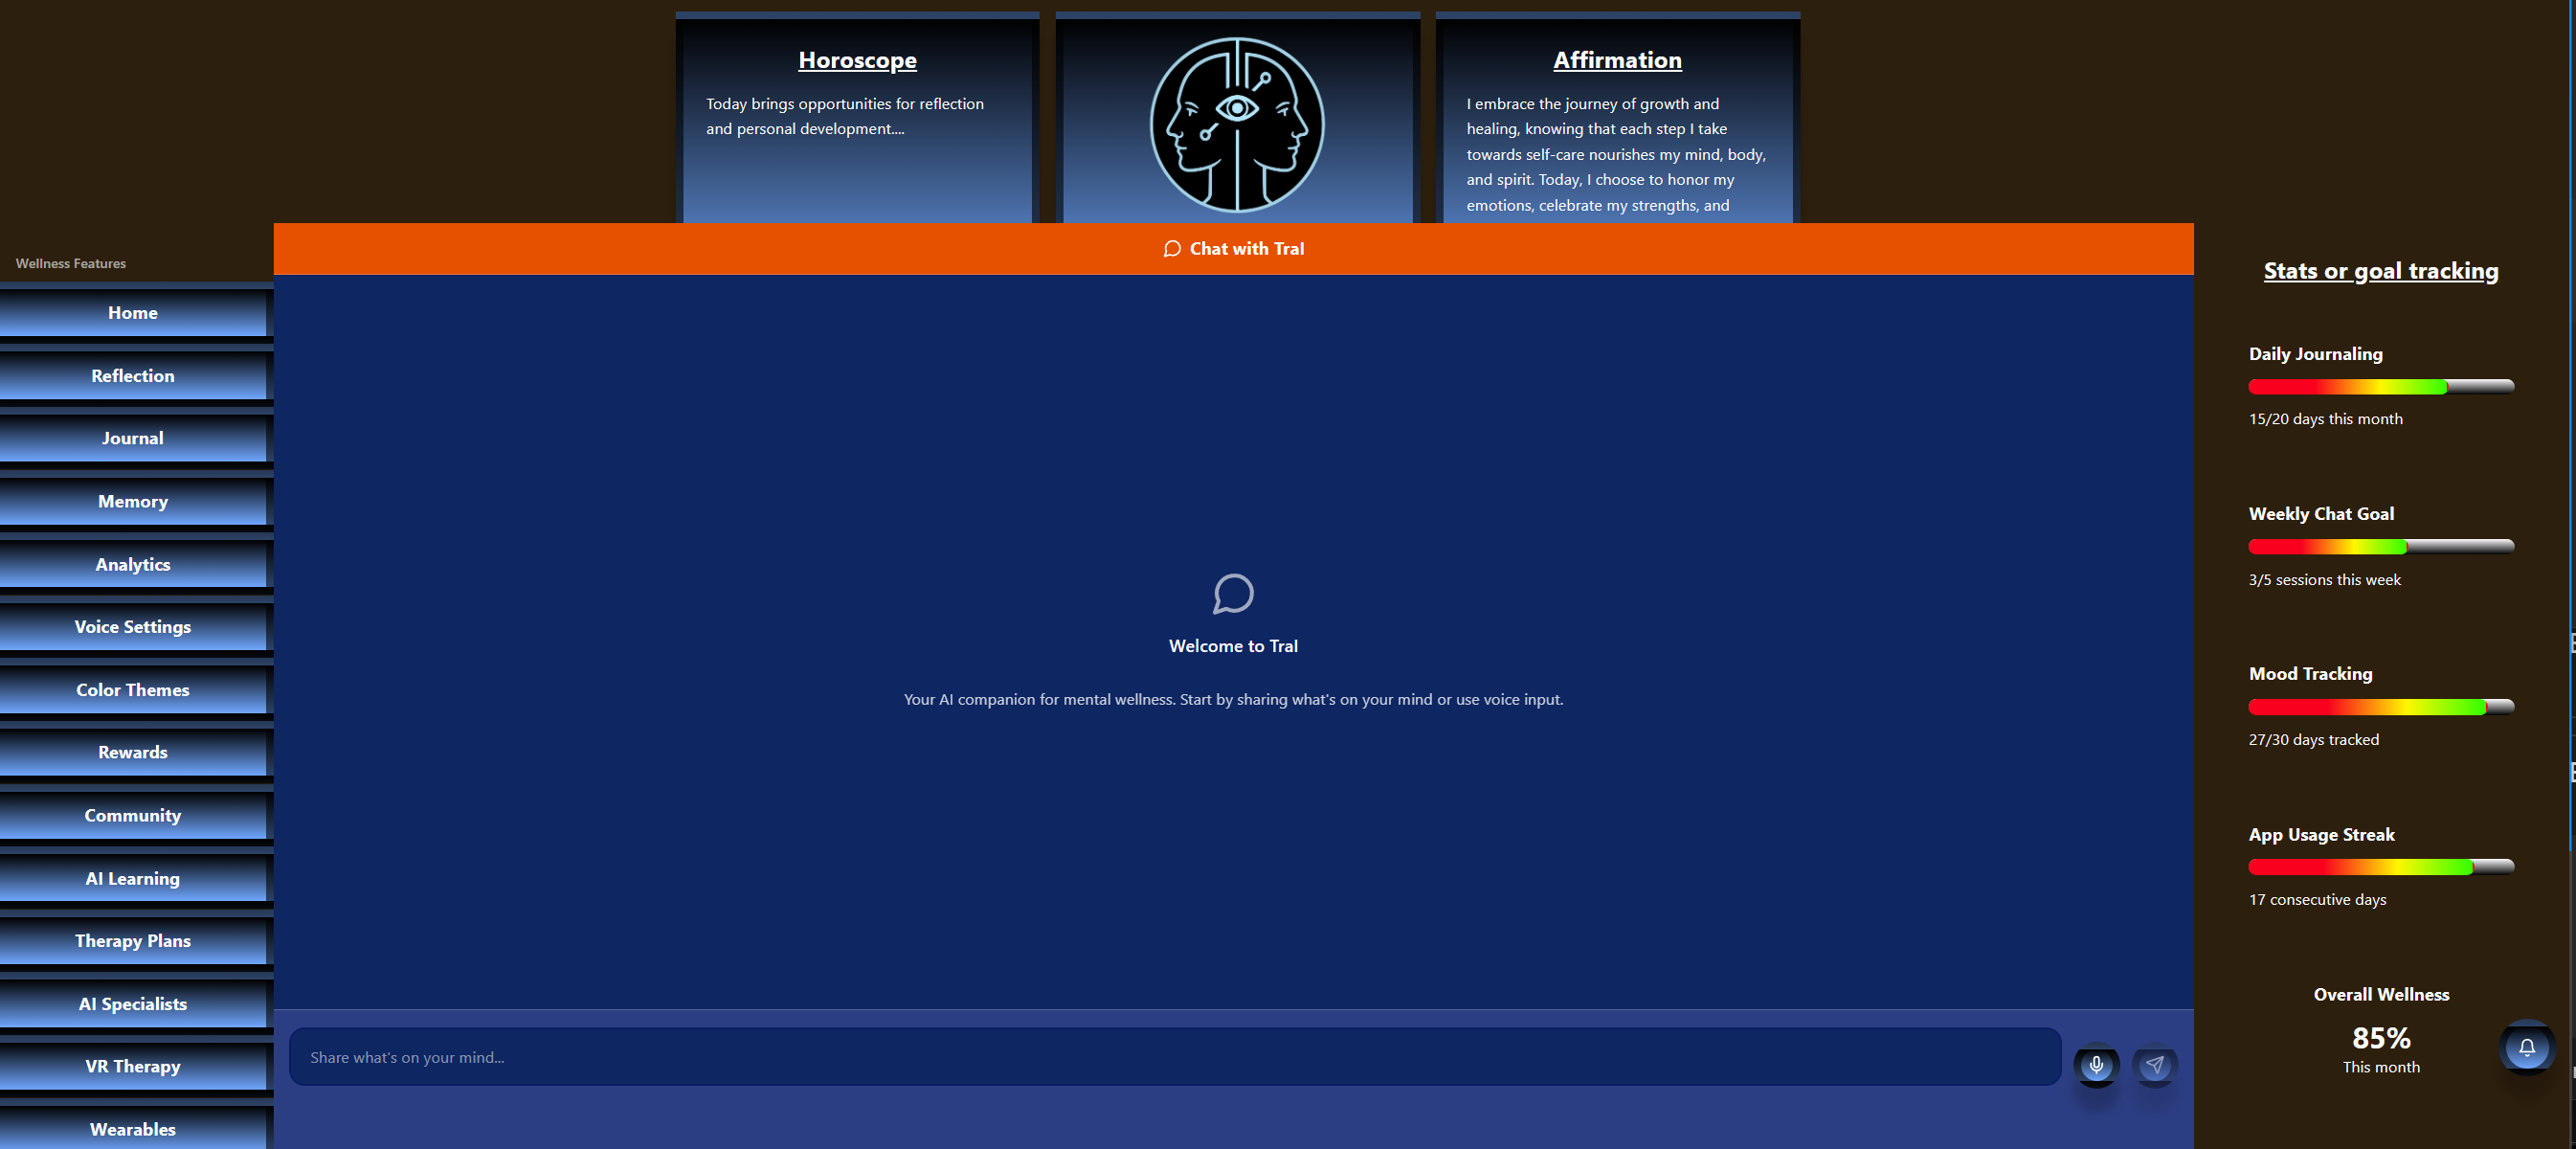 Horoscope
Today brings opportunities for reflection
and personal development....
Affirmation
I embrace the journey of growth and
healing, knowing that each step I take
towards self-care nourishes my mind, body,
and spirit. Today, I choose to honor my
emotions, celebrate my strengths, and
Chat with Tral
Wellness Features
Home
Reflection
Journal
Memory
Analytics
Voice Settings
Color Themes
Rewards
Community
AI Learning
Therapy Plans
AI Specialists
VR Therapy
Wearables
Welcome to Tral
Your AI companion for mental wellness. Start by sharing what's on your mind or use voice input.
Share what's on your mind...
Stats or goal tracking
Daily Journaling
15/20 days this month
Weekly Chat Goal
3/5 sessions this week
Mood Tracking
27/30 days tracked
App Usage Streak
17 consecutive days
Overall Wellness
85%
This month